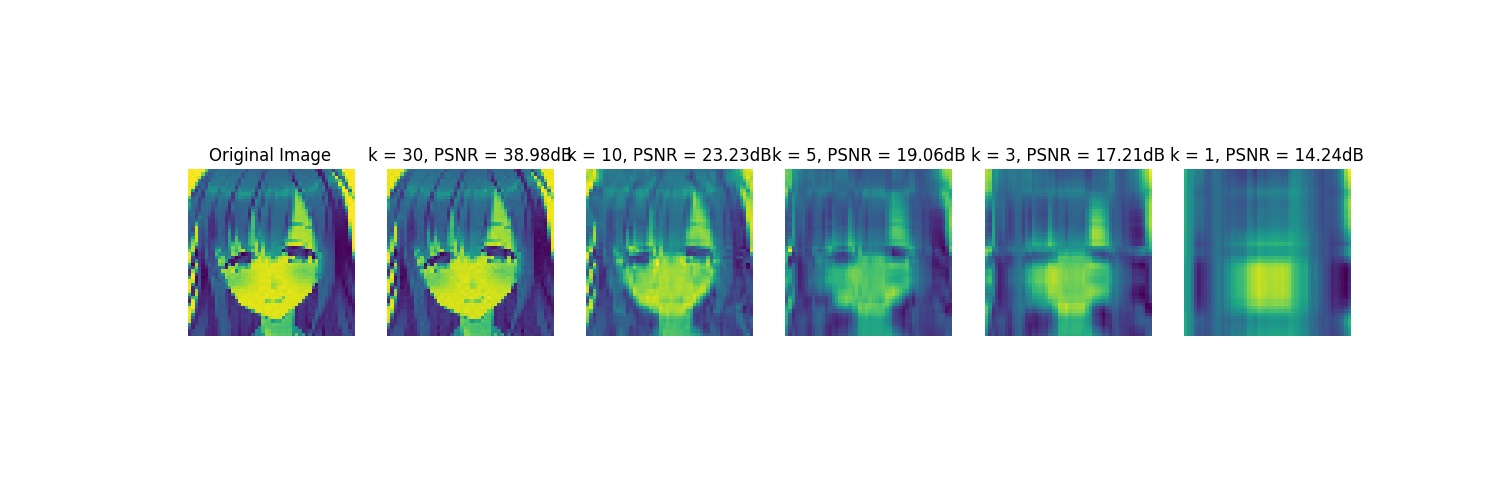 Original Image
k = 30, PSNR = 38.98dB
k = 10, PSNR = 23.23dB
k = 5, PSNR = 19.06dB
k = 3, PSNR = 17.21dB
k = 1, PSNR = 14.24dB